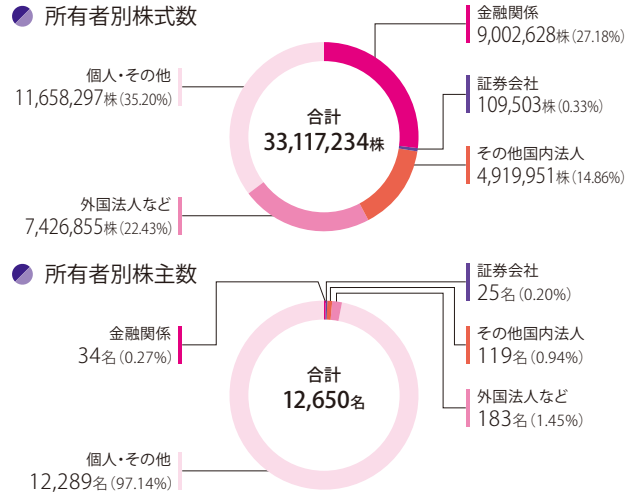 所有者別株式数
金融関係
9,002,628株(27.18%)
証券会社
109,503株(0.33%)
その他国内法人
4,919,951株(14.86%)
外国法人など
7,426,855株(22.43%)
個人・その他
11,658,297株(35.20%)
合計
33,117,234株
所有者別株主数
証券会社
25名(0.20%)
その他国内法人
119名(0.94%)
外国法人など
183名(1.45%)
金融関係
34名(0.27%)
個人・その他
12,289名(97.14%)
合計
12,650名